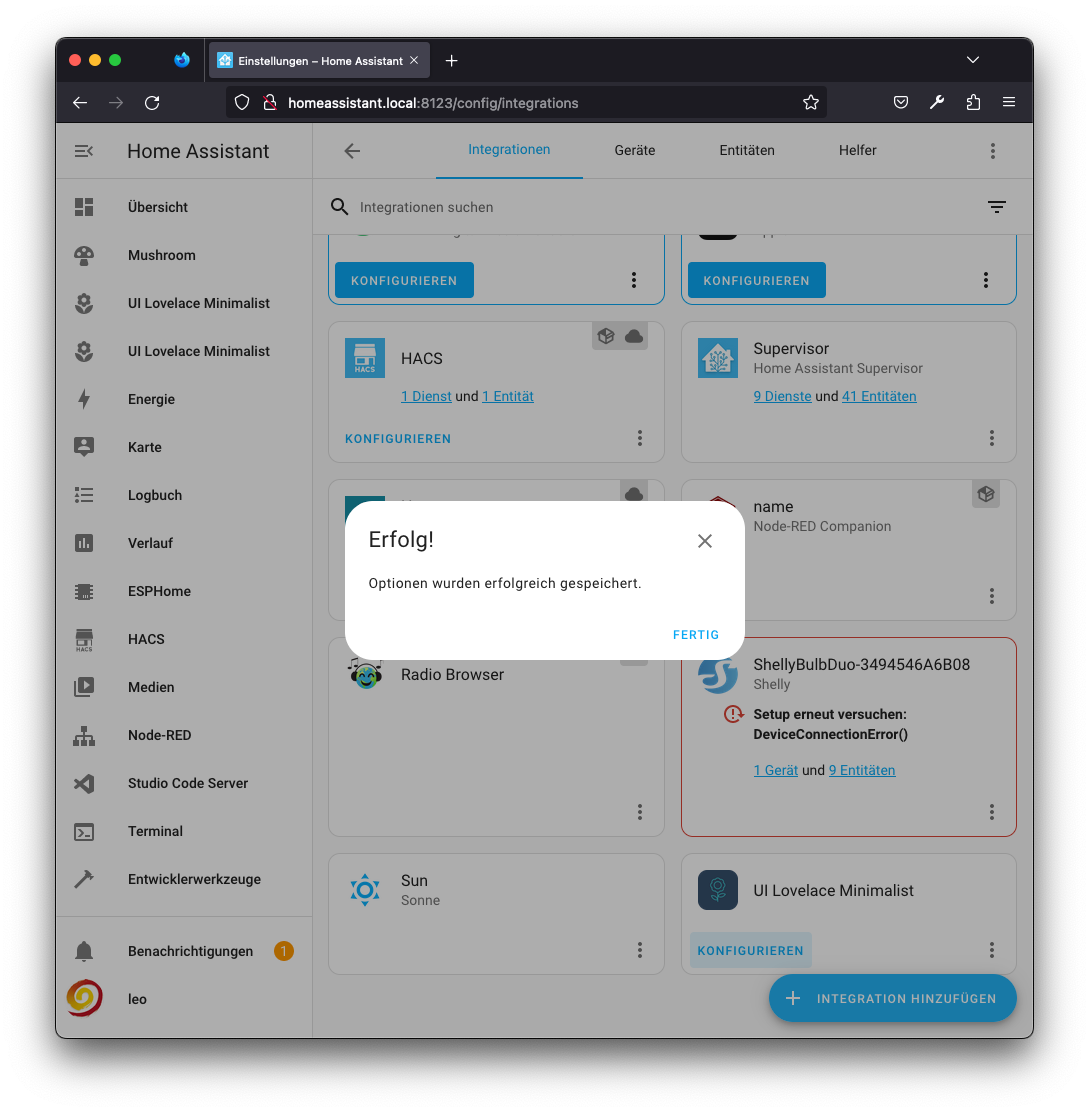 Einstellungen – Home Assistant
homeassistant.local:8123/config/integrations
Home Assistant
Integrationen
Geräte
Entitäten
Helfer
Integrationen suchen
Übersicht
Mushroom
UI Lovelace Minimalist
UI Lovelace Minimalist
Energie
Karte
Logbuch
Verlauf
ESPHome
HACS
HACS
Medien
Node-RED
Studio Code Server
Terminal
Entwicklerwerkzeuge
Benachrichtigungen
1
leo
KONFIGURIEREN
KONFIGURIEREN
HACS
HACS
1 Dienst und 1 Entität
KONFIGURIEREN
Supervisor
Home Assistant Supervisor
9 Dienste und 41 Entitäten
name
Node-RED Companion
Erfolg!
Optionen wurden erfolgreich gespeichert.
FERTIG
Radio Browser
ShellyBulbDuo-3494546A6B08
Shelly
Setup erneut versuchen:
DeviceConnectionError()
1 Gerät und 9 Entitäten
Sun
Sonne
UI Lovelace Minimalist
KONFIGURIEREN
INTEGRATION HINZUFÜGEN